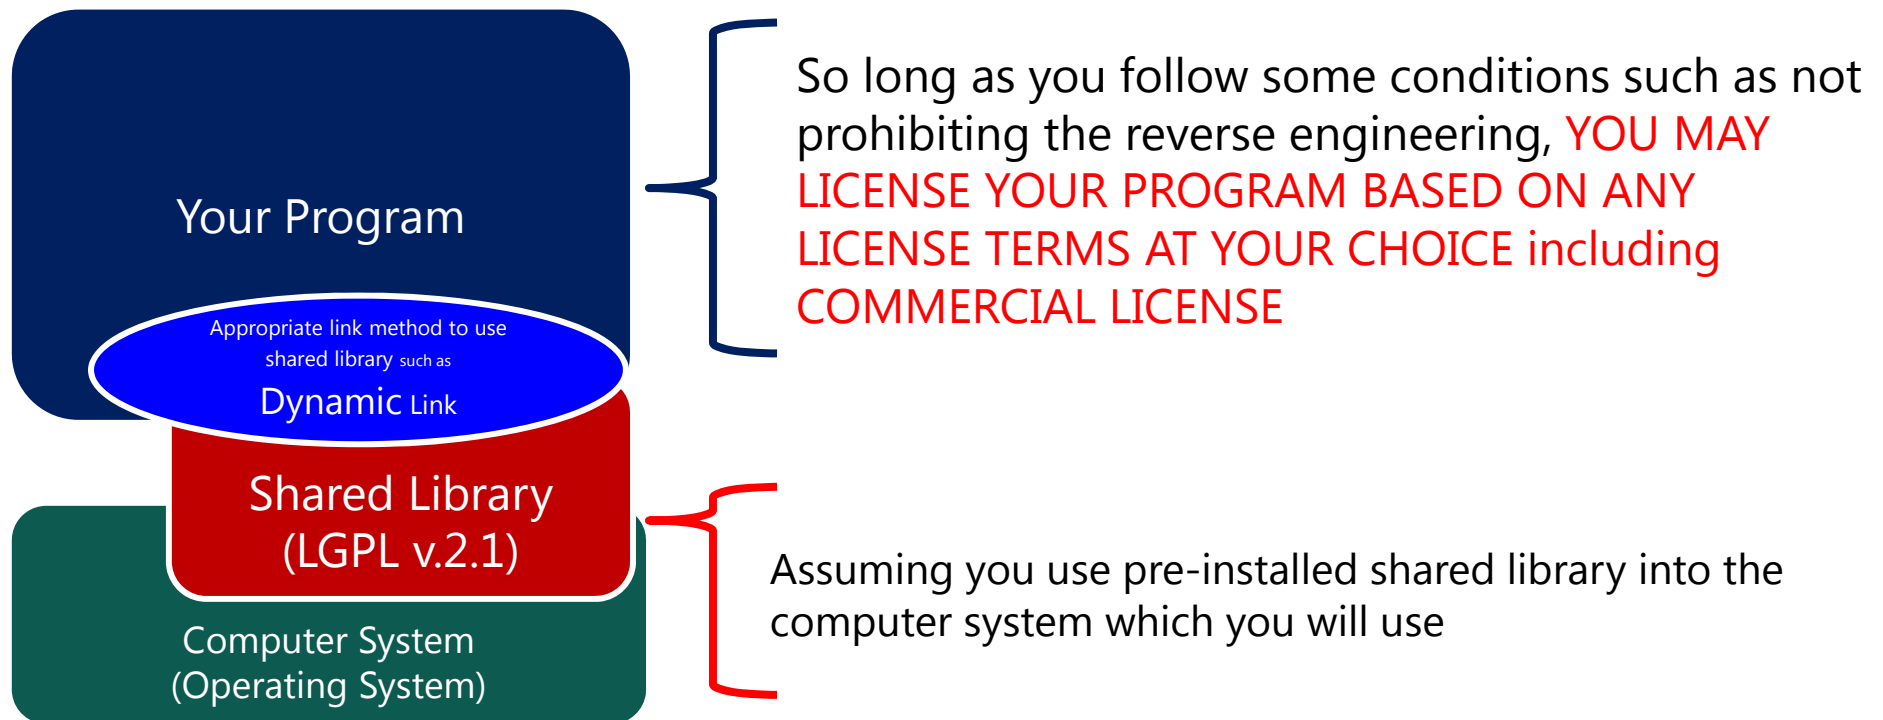 Your Program
Appropriate link method to use
shared library such as
Dynamic Link
Shared Library
(LGPL v.2.1)
Computer System
(Operating System)
So long as you follow some conditions such as not
prohibiting the reverse engineering, YOU MAY
LICENSE YOUR PROGRAM BASED ON ANY
LICENSE TERMS AT YOUR CHOICE including
COMMERCIAL LICENSE
Assuming you use pre-installed shared library into the
computer system which you will use